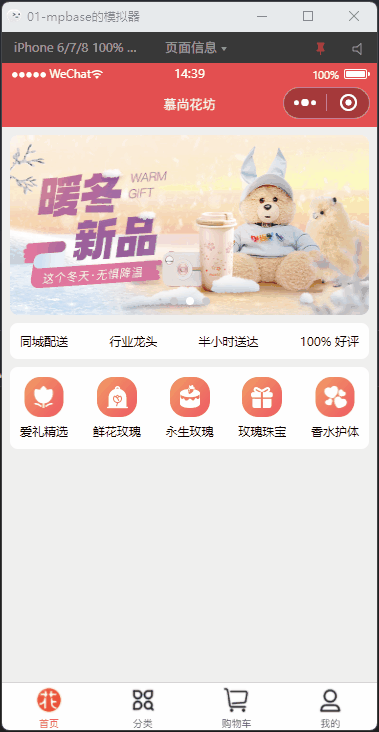 01-mpbase的模拟器
iPhone 6/7/8 100% ... 页面信息
WeChat 14:39 100%
慕尚花坊
暖冬 WARM
GIFT
新品
这个冬天·无惧降温
同城配送 行业龙头 半小时送达 100% 好评
爱礼精选 鲜花玫瑰 永生玫瑰 玫瑰珠宝 香水护体
花
首页 分类 购物车 我的